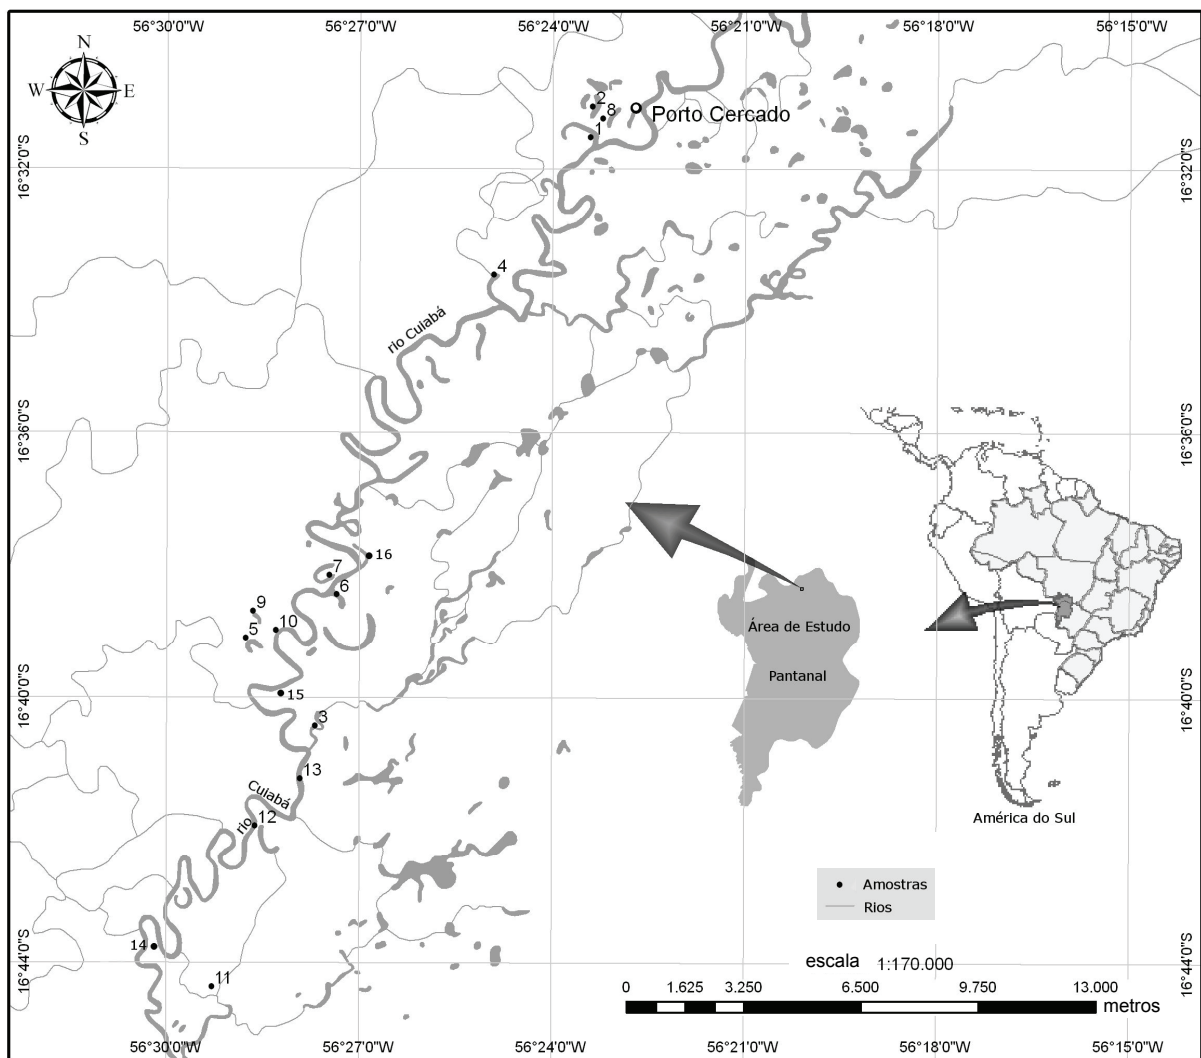 56°30'0"W 56°27'0"W 56°24'0"W 56°21'0"W 56°18'0"W 56°15'0"W
N
W E
S
2
8
1
Porto Cercado
16°32'0"S 16°32'0"S
4
rio Cuiabá
16°36'0"S 16°36'0"S
16
7
6
9
5
10
Área de Estudo
Pantanal
15
16°40'0"S 16°40'0"S
3
13
rio Cuiabá
12
América do Sul
Amostras
Rios
14
11
16°44'0"S 16°44'0"S
escala 1:170.000
0 1.625 3.250 6.500 9.750 13.000
metros
56°30'0"W 56°27'0"W 56°24'0"W 56°21'0"W 56°18'0"W 56°15'0"W